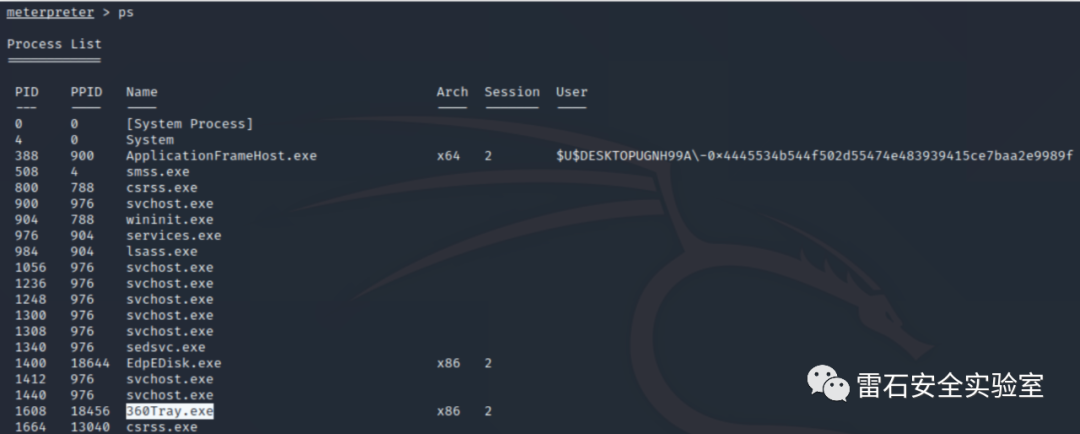 meterpreter > ps
Process List
PID PPID Name Arch Session User
--- ---- ---- ---- ------- ----
0 0 [System Process]
4 0 System
388 900 ApplicationFrameHost.exe x64 2 $U$DESKTOPUGNH99A\-0×4445534b544f502d55474e483939415ce7baa2e9989f
508 4 smss.exe
800 788 csrss.exe
900 976 svchost.exe
904 788 wininit.exe
976 904 services.exe
984 904 lsass.exe
1056 976 svchost.exe
1236 976 svchost.exe
1248 976 svchost.exe
1300 976 svchost.exe
1308 976 svchost.exe
1340 976 sedsvc.exe
1400 18644 EdpEDisk.exe x86 2
1412 976 svchost.exe
1440 976 svchost.exe
1608 18456 360Tray.exe x86 2
1664 13040 csrss.exe
雷石安全实验室